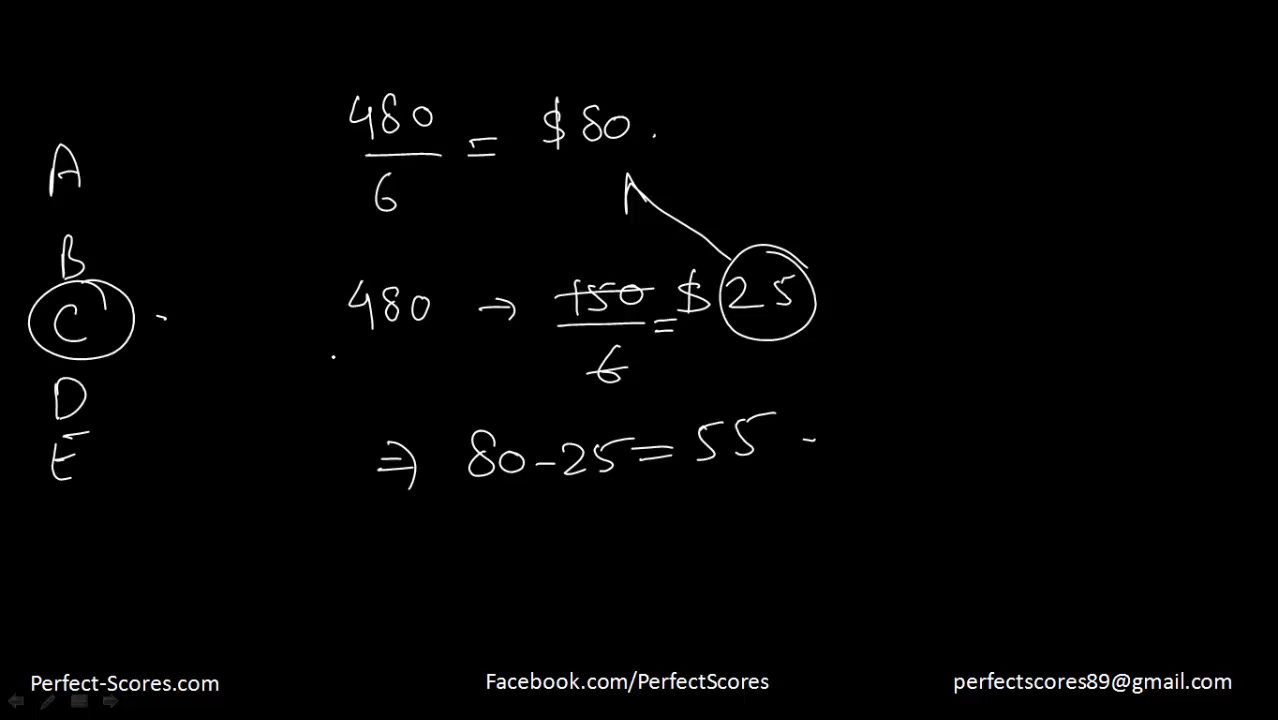 480/6 = $80.
A
B
480 → 150/6 = $25
C
D
⇒ 80-25=55
E
Perfect-Scores.com
Facebook.com/PerfectScores
perfectscores89@gmail.com